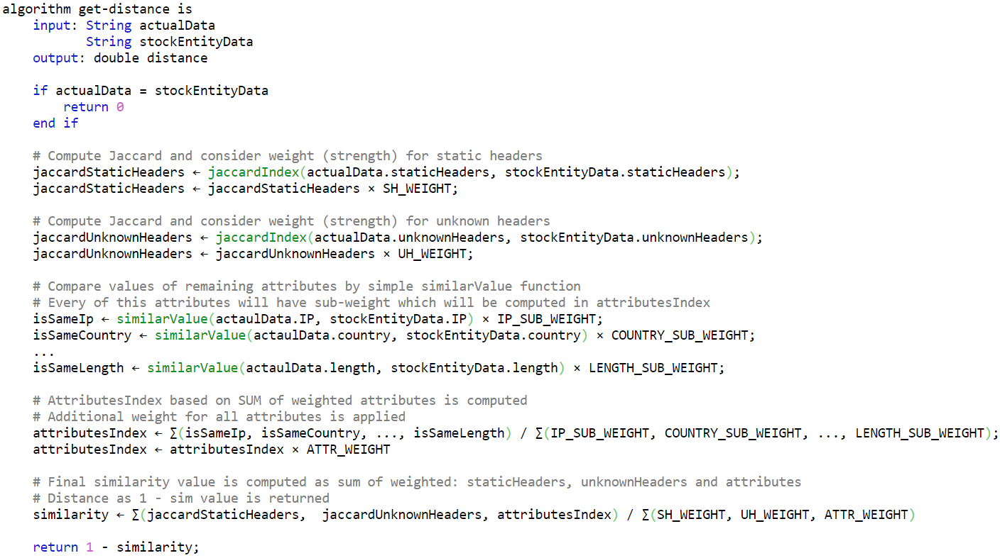 algorithm get-distance is
    input: String actualData
           String stockEntityData
    output: double distance

    if actualData = stockEntityData
        return 0
    end if

    # Compute Jaccard and consider weight (strength) for static headers
    jaccardStaticHeaders ← jaccardIndex(actualData.staticHeaders, stockEntityData.staticHeaders);
    jaccardStaticHeaders ← jaccardStaticHeaders × SH_WEIGHT;

    # Compute Jaccard and consider weight (strength) for unknown headers
    jaccardUnknownHeaders ← jaccardIndex(actualData.unknownHeaders, stockEntityData.unknownHeaders);
    jaccardUnknownHeaders ← jaccardUnknownHeaders × UH_WEIGHT;

    # Compare values of remaining attributes by simple similarValue function
    # Every of this attributes will have sub-weight which will be computed in attributesIndex
    isSameIp ← similarValue(actaulData.IP, stockEntityData.IP) × IP_SUB_WEIGHT;
    isSameCountry ← similarValue(actaulData.country, stockEntityData.country) × COUNTRY_SUB_WEIGHT;
    ...
    isSameLength ← similarValue(actaulData.length, stockEntityData.length) × LENGTH_SUB_WEIGHT;

    # AttributesIndex based on SUM of weighted attributes is computed
    # Additional weight for all attributes is applied
    attributesIndex ← ∑(isSameIp, isSameCountry, ..., isSameLength) / ∑(IP_SUB_WEIGHT, COUNTRY_SUB_WEIGHT, ..., LENGTH_SUB_WEIGHT);
    attributesIndex ← attributesIndex × ATTR_WEIGHT

    # Final similarity value is computed as sum of weighted: staticHeaders, unknownHeaders and attributes
    # Distance as 1 - sim value is returned
    similarity ← ∑(jaccardStaticHeaders,  jaccardUnknownHeaders, attributesIndex) / ∑(SH_WEIGHT, UH_WEIGHT, ATTR_WEIGHT)

    return 1 - similarity;